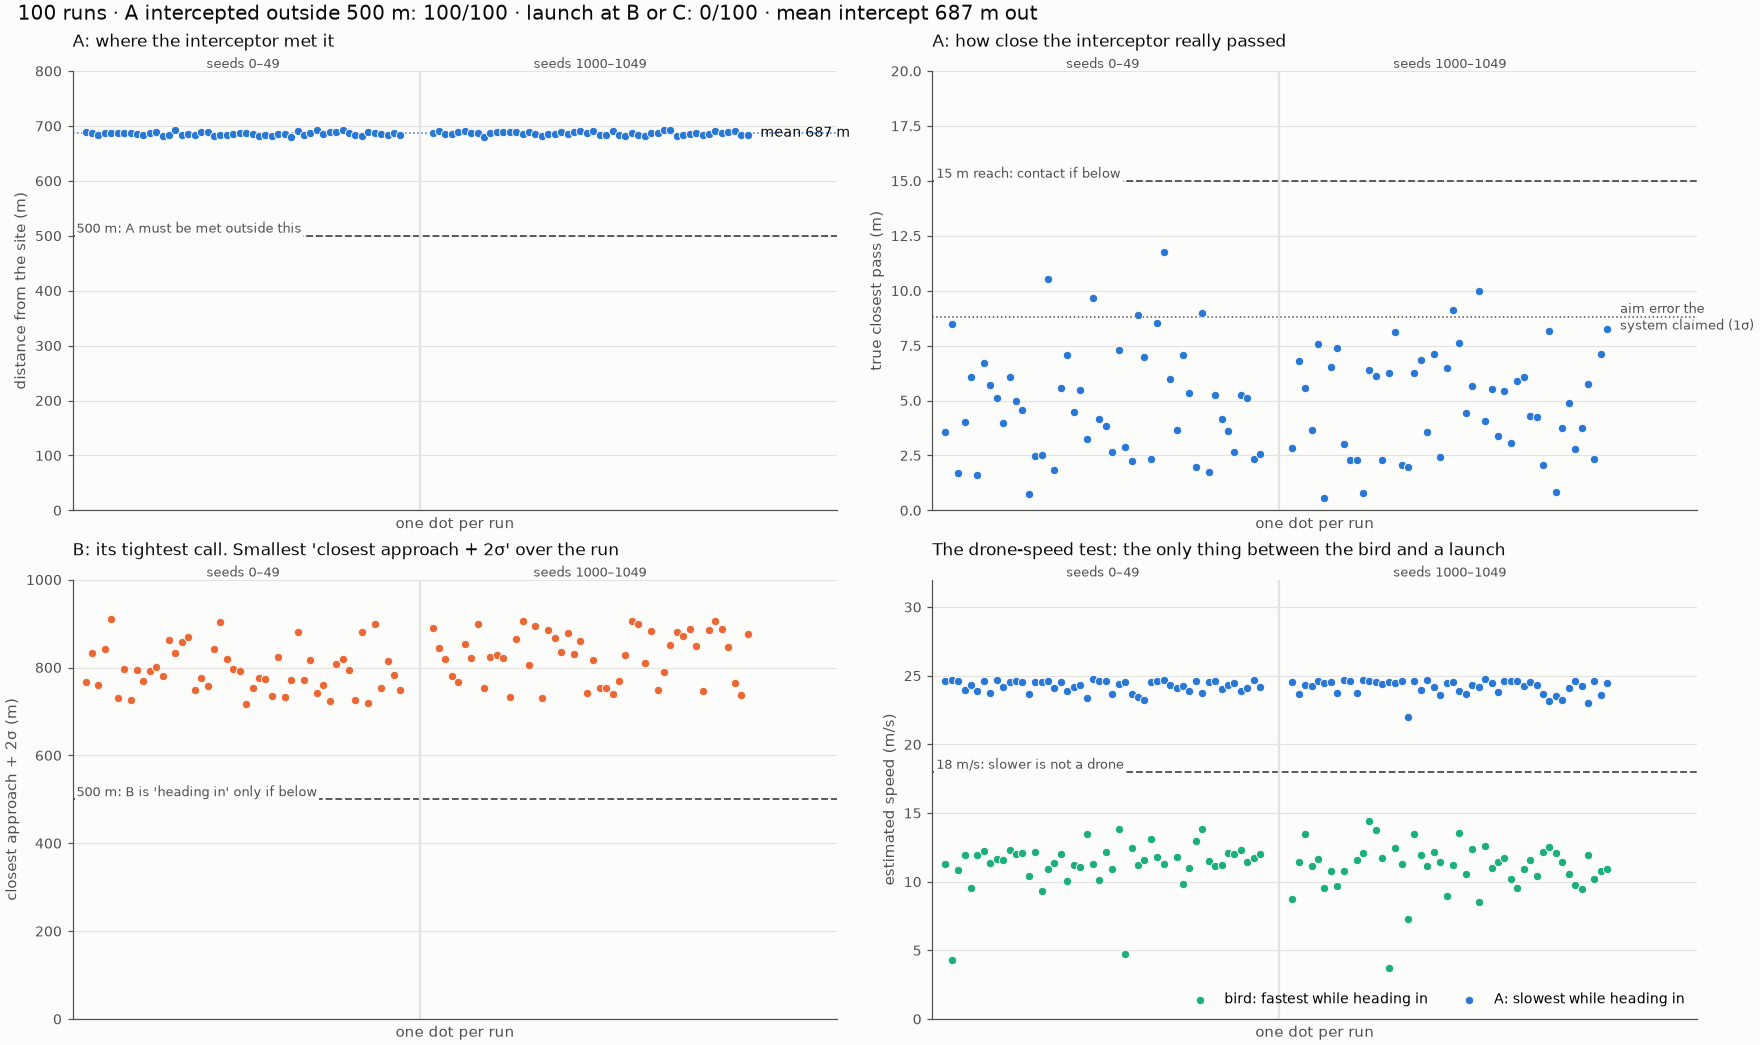 100 runs · A intercepted outside 500 m: 100/100 · launch at B or C: 0/100 · mean intercept 687 m out
A: where the interceptor met it
seeds 0–49
seeds 1000–1049
800
700
600
500
400
300
200
100
0
distance from the site (m)
mean 687 m
500 m: A must be met outside this
one dot per run
A: how close the interceptor really passed
seeds 0–49
seeds 1000–1049
20.0
17.5
15.0
12.5
10.0
7.5
5.0
2.5
0.0
true closest pass (m)
15 m reach: contact if below
aim error the
system claimed (1σ)
one dot per run
B: its tightest call. Smallest 'closest approach + 2σ' over the run
seeds 0–49
seeds 1000–1049
1000
800
600
400
200
0
closest approach + 2σ (m)
500 m: B is 'heading in' only if below
one dot per run
The drone-speed test: the only thing between the bird and a launch
seeds 0–49
seeds 1000–1049
30
25
20
15
10
5
0
estimated speed (m/s)
18 m/s: slower is not a drone
bird: fastest while heading in
A: slowest while heading in
one dot per run